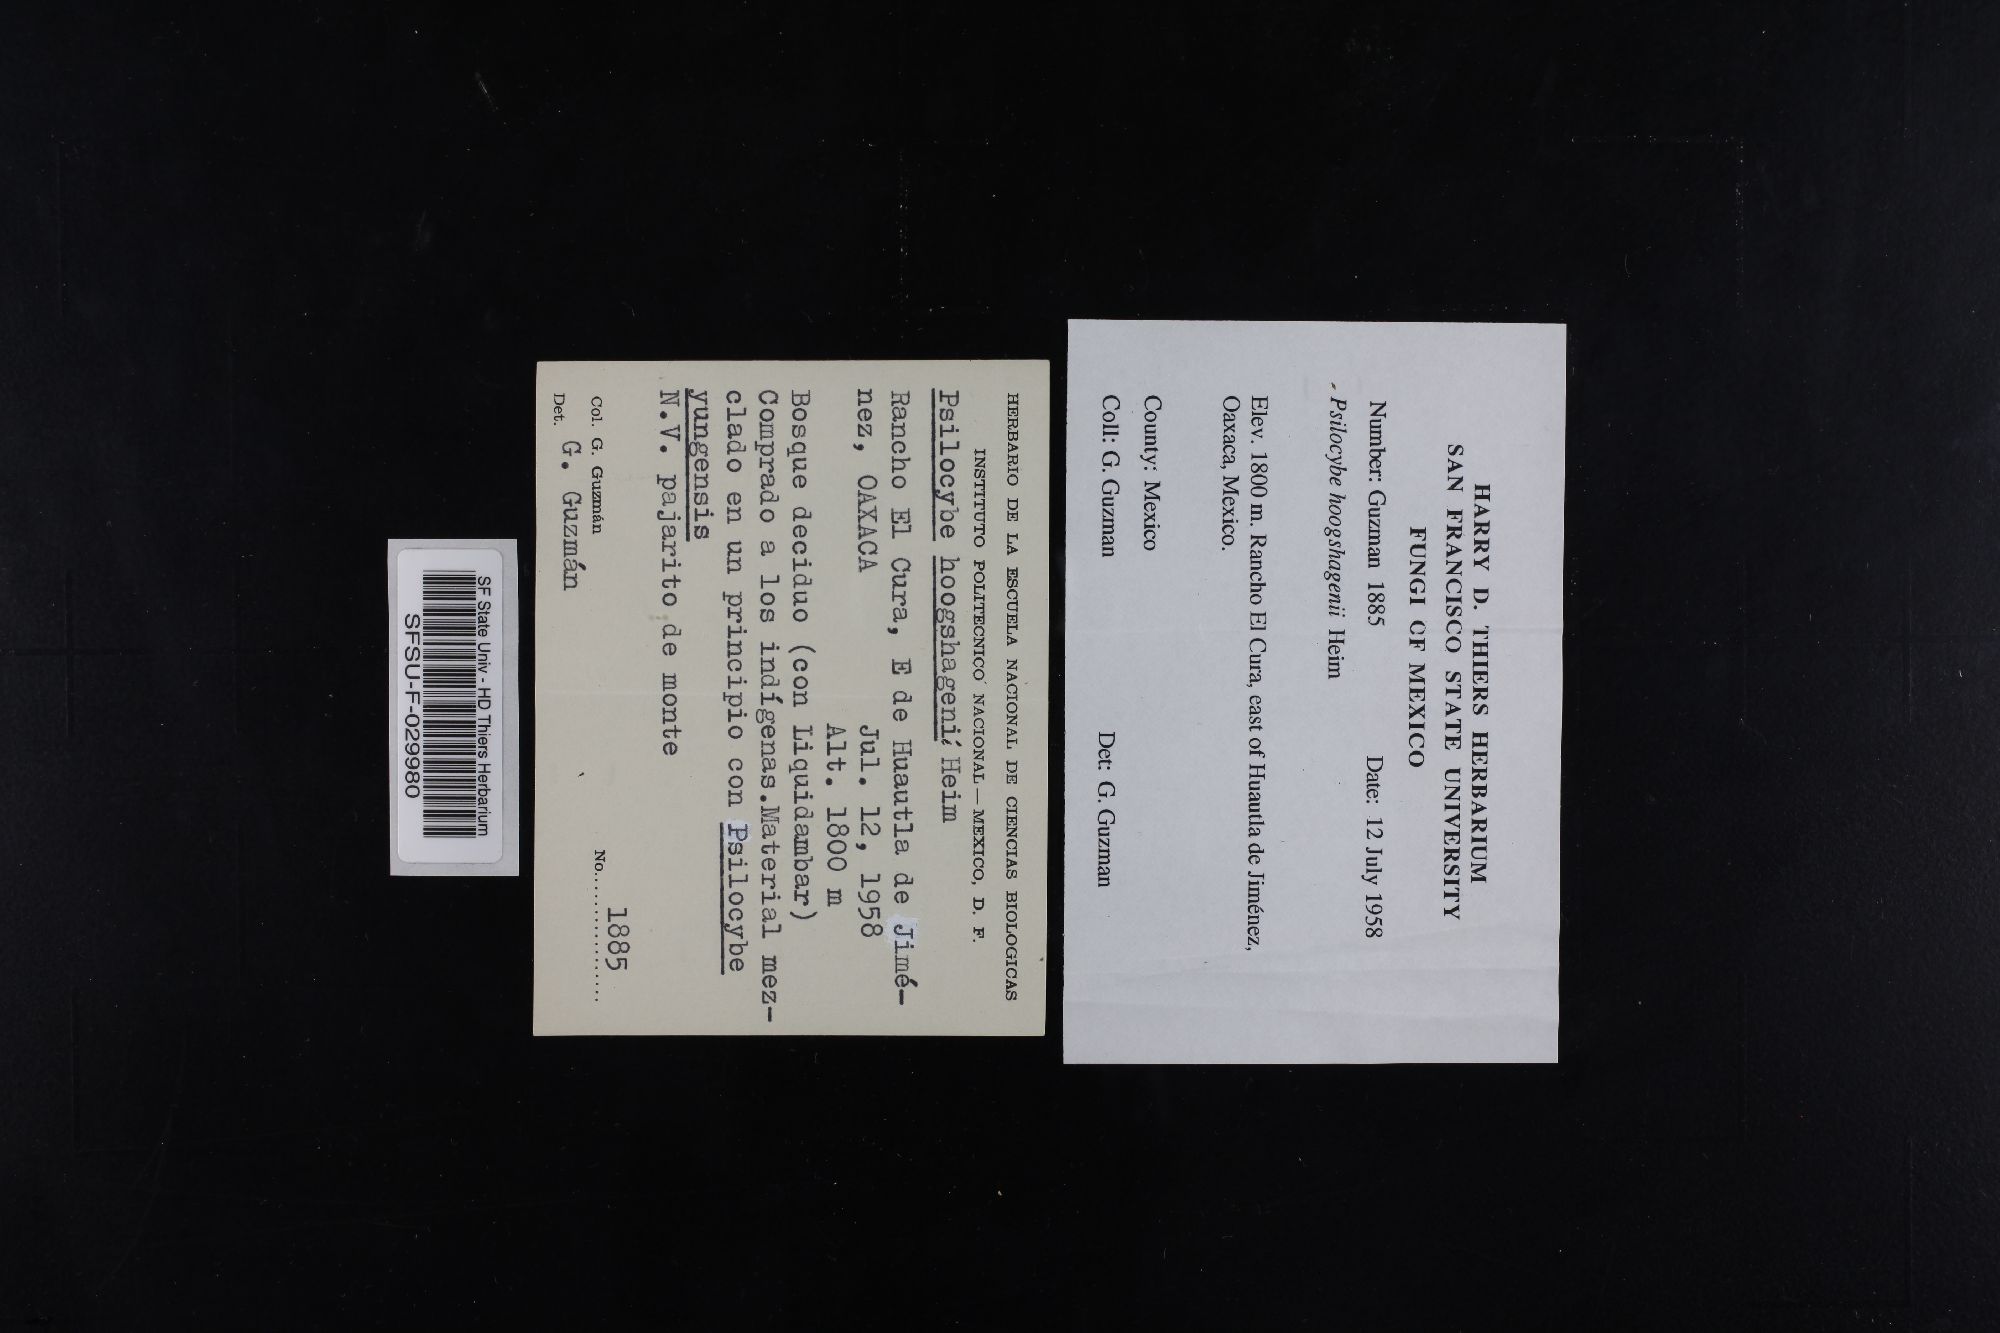 HARRY D. THIERS HERBARIUM
SAN FRANCISCO STATE UNIVERSITY
FUNGI CF MEXICO
Number: Guzman 1885 Date: 12 July 1958
Psilocybe hoogshagenii Heim
Elev. 1800 m. Rancho El Cura, east of Huautla de Jiménez,
Oaxaca, Mexico.
County: Mexico
Coll: G. Guzman Det: G. Guzman
HERBARIO DE LA ESCUELA NACIONAL DE CIENCIAS BIOLOGICAS
INSTITUTO POLITECNICO NACIONAL—MEXICO, D. F.
Psilocybe hoogshageni Heim
Rancho El Cura, E de Huautla de Jimé-
nez, OAXACA Jul. 12, 1958
Alt. 1800 m
Bosque deciduo (con Liquidambar)
Comprado a los indígenas.Material mez-
clado en un principio con Psilocybe
yungensis
N.V. pajarito de monte
1885
Col. G. Guzmán No.
Det. G. Guzmán
SF State Univ - HD Thiers Herbarium
SFSU-F-029980